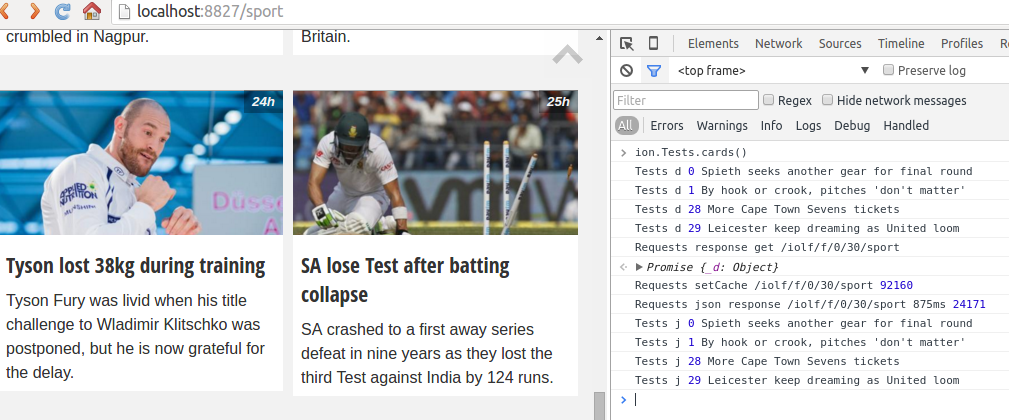 localhost:8827/sport
crumbled in Nagpur.
Britain.
24h
25h
APPLIED
NUTRITION
Tyson lost 38kg during training
Tyson Fury was livid when his title
challenge to Wladimir Klitschko was
postponed, but he is now grateful for
the delay.
SA lose Test after batting
collapse
SA crashed to a first away series
defeat in nine years as they lost the
third Test against India by 124 runs.
Elements Network Sources Timeline Profiles
<top frame> Preserve log
Filter Regex Hide network messages
All Errors Warnings Info Logs Debug Handled
ion.Tests.cards()
Tests d 0 Spieth seeks another gear for final round
Tests d 1 By hook or crook, pitches 'don't matter'
Tests d 28 More Cape Town Sevens tickets
Tests d 29 Leicester keep dreaming as United loom
Requests response get /iolf/f/0/30/sport
Promise {_d: Object}
Requests setCache /iolf/f/0/30/sport 92160
Requests json response /iolf/f/0/30/sport 875ms 24171
Tests j 0 Spieth seeks another gear for final round
Tests j 1 By hook or crook, pitches 'don't matter'
Tests j 28 More Cape Town Sevens tickets
Tests j 29 Leicester keep dreaming as United loom